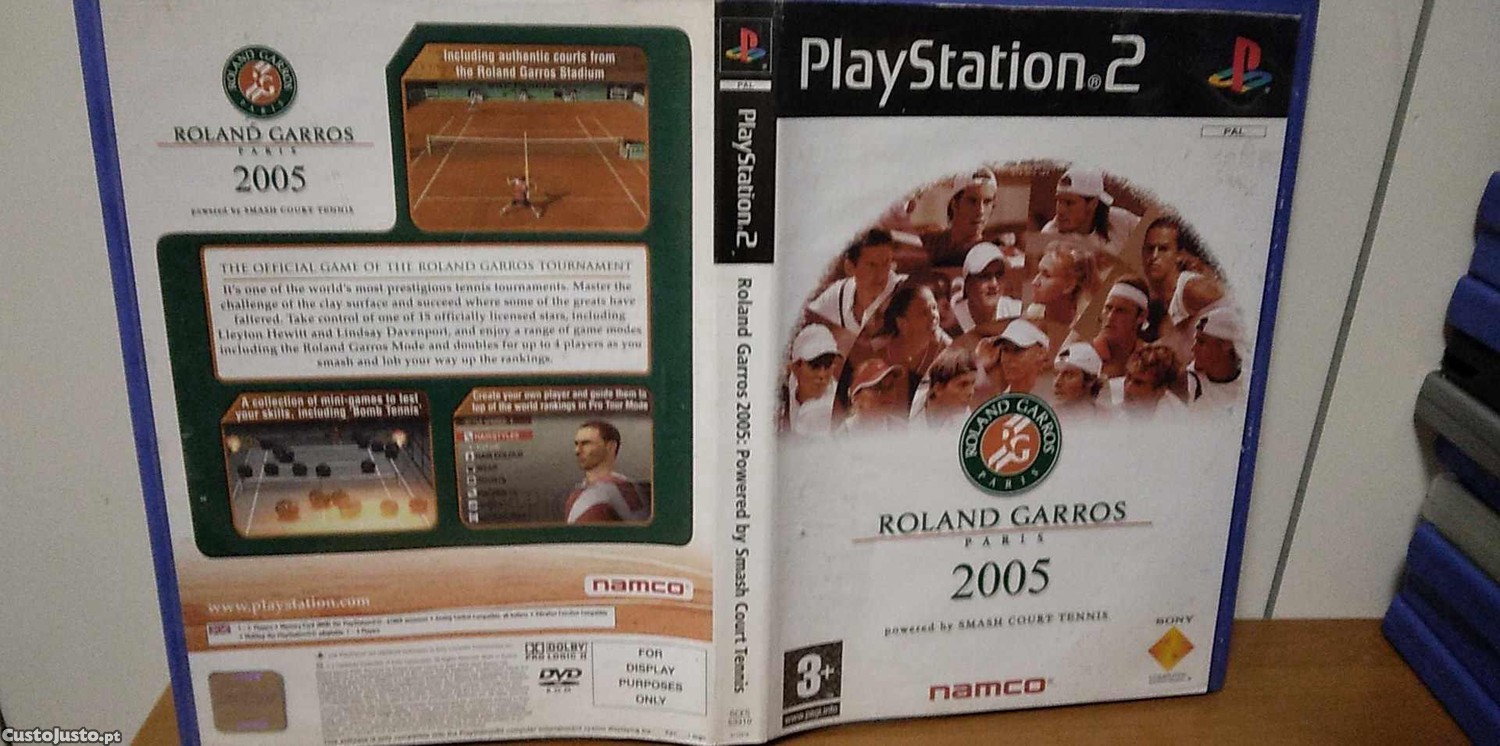 ROLAND GARROS
PARIS
ROLAND GARROS
PARIS
2005
powered by SMASH COURT TENNIS
Including authentic courts from
the Roland Garros Stadium
THE OFFICIAL GAME OF THE ROLAND GARROS TOURNAMENT
It's one of the world's most prestigious tennis tournaments. Master the
challenge of the clay surface and succeed where some of the greats have
faltered. Take control of one of 15 officially licensed stars, including
Lleyton Hewitt and Lindsay Davenport, and enjoy a range of game modes
including the Roland Garros Mode and doubles for up to 4 players as you
smash and lob your way up the rankings.
A collection of mini-games to test
your skills, including 'Bomb Tennis'
Create your own player and guide them to
top of the world rankings in Pro Tour Mode
HAIRSTYLES
HAIR COLOUR
namco
www.playstation.com
DOLBY
PRO LOGIC II
DVD
FOR
DISPLAY
PURPOSES
ONLY
PAL
PlayStation®2
Roland Garros 2005: Powered by Smash Court Tennis
SCES
PlayStation®2
PAL
ROLAND GARROS
PARIS
ROLAND GARROS
PARIS
2005
powered by SMASH COURT TENNIS
3+
www.pegi.info
namco®
SONY
COMPUTER
CustoJusto.pt